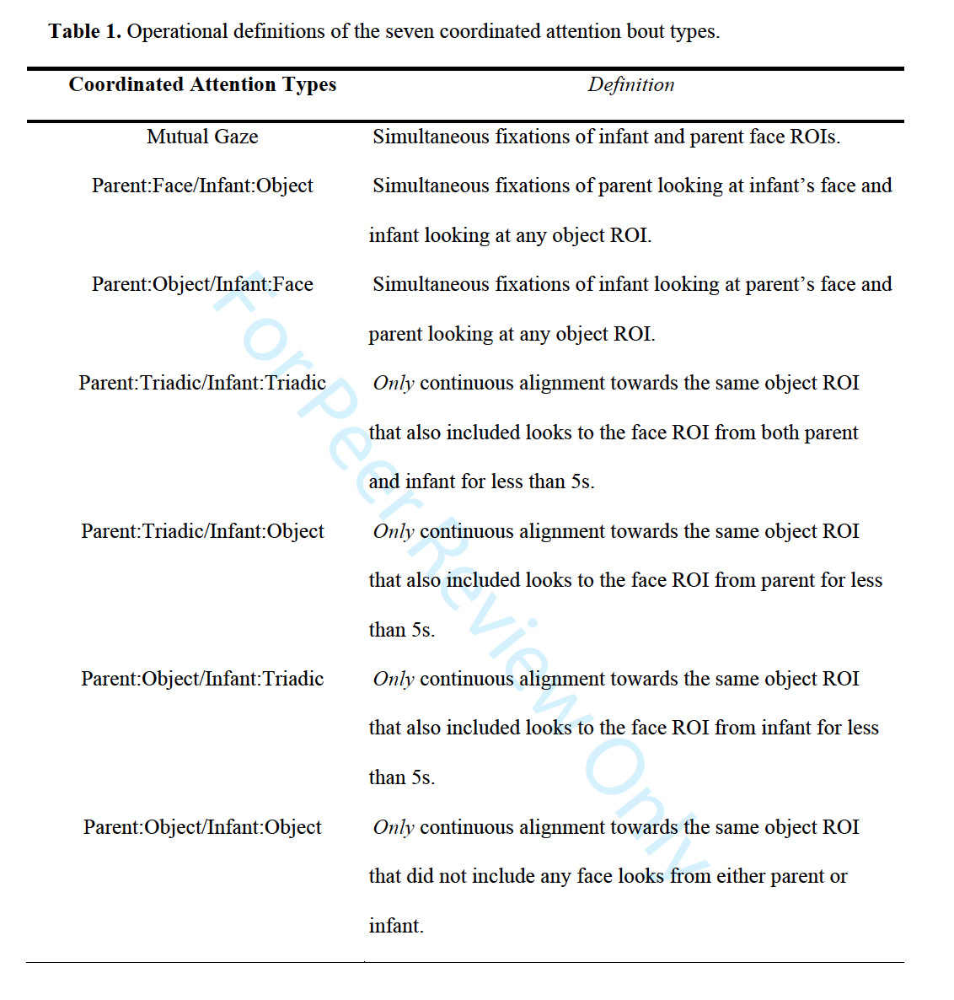 Table 1. Operational definitions of the seven coordinated attention bout types.
Coordinated Attention Types Definition
Mutual Gaze Simultaneous fixations of infant and parent face ROIs.
Parent:Face/Infant:Object Simultaneous fixations of parent looking at infant’s face and
infant looking at any object ROI.
Parent:Object/Infant:Face Simultaneous fixations of infant looking at parent’s face and
parent looking at any object ROI.
Parent:Triadic/Infant:Triadic Only continuous alignment towards the same object ROI
that also included looks to the face ROI from both parent
and infant for less than 5s.
Parent:Triadic/Infant:Object Only continuous alignment towards the same object ROI
that also included looks to the face ROI from parent for less
than 5s.
Parent:Object/Infant:Triadic Only continuous alignment towards the same object ROI
that also included looks to the face ROI from infant for less
than 5s.
Parent:Object/Infant:Object Only continuous alignment towards the same object ROI
that did not include any face looks from either parent or
infant.
For Peer Review Only